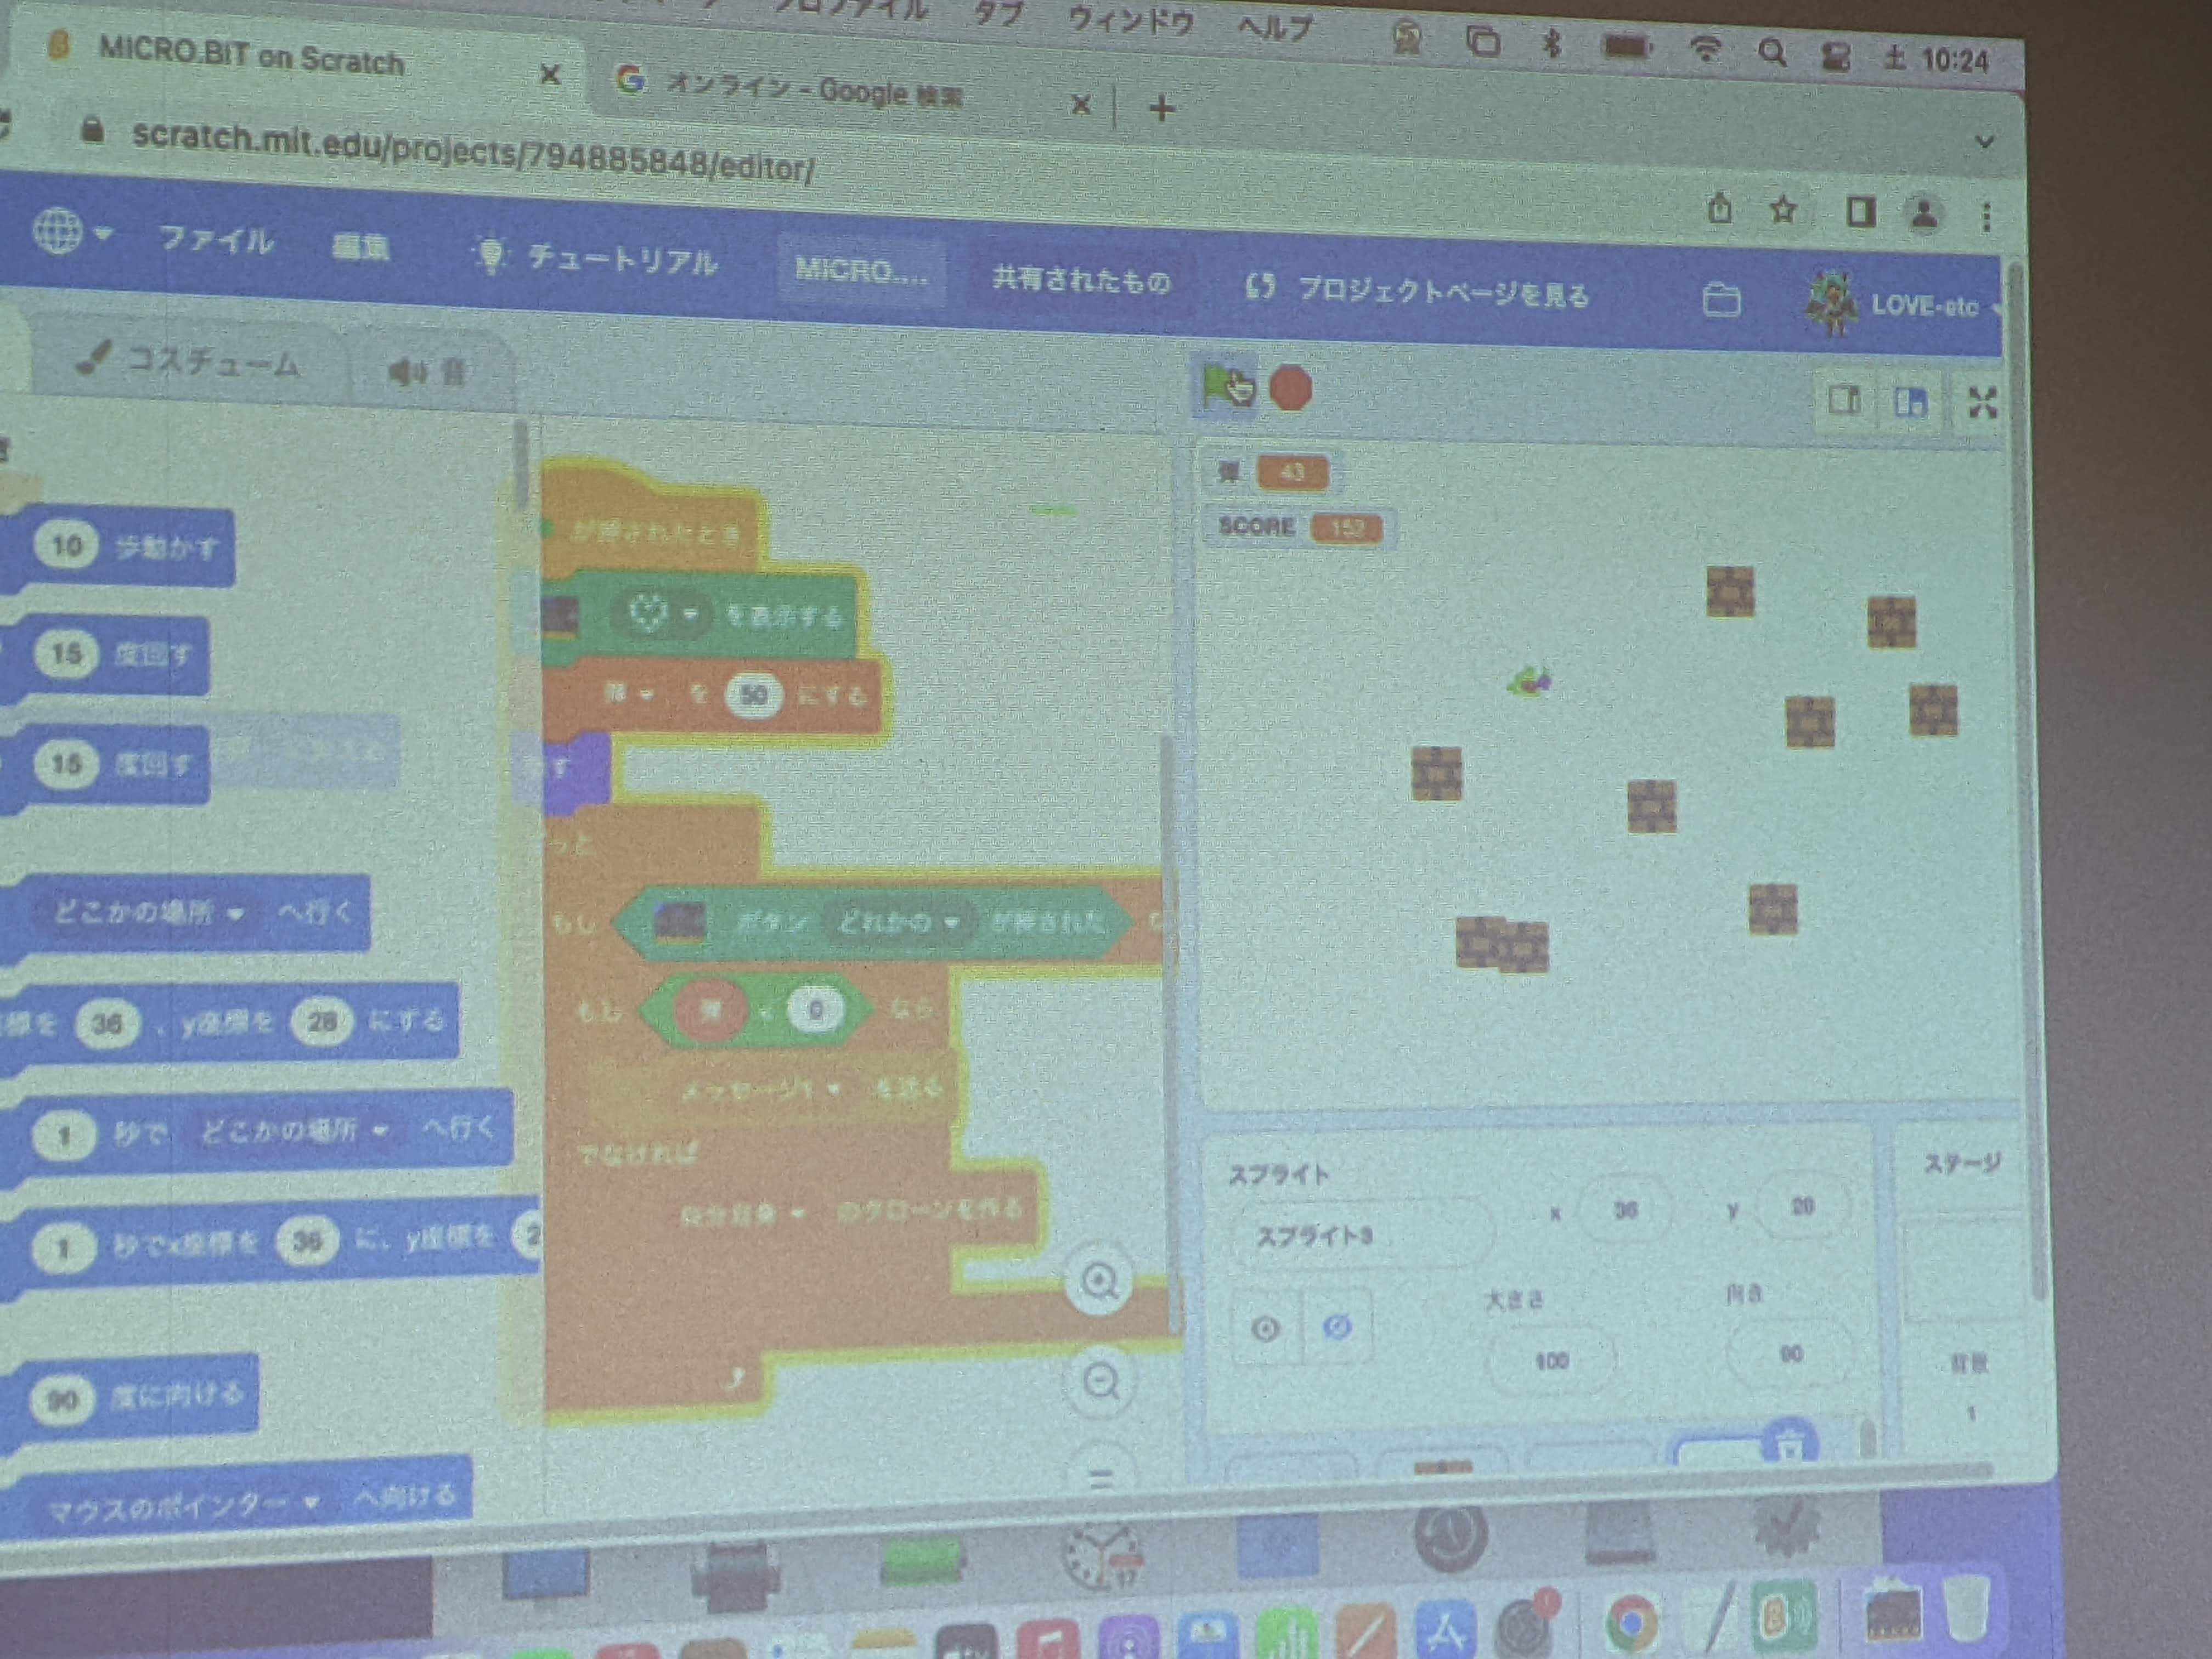 プロファイル タブ ウィンドウ ヘルプ 土 10:24
MICRO.BIT on Scratch
オンライン - Google 検索
scratch.mit.edu/projects/794885848/editor/
ファイル 編集 チュートリアル MICRO.... 共有されたもの プロジェクトページを見る LOVE-etc
コスチューム 音
10 歩動かす
15 度回す
15 度回す
どこかの場所 へ行く
標を 36 、y座標を 28 にする
1 秒で どこかの場所 へ行く
1 秒でx座標を 36 に、y座標を 2
90 度に向ける
マウスのポインター へ向ける
が押されたとき
を表示する
弾 を 50 にする
す
っと
もし ボタン どれかの が押された な
もし 弾 < 0 なら
メッセージ1 を送る
でなければ
自分自身 のクローンを作る
弾 43
SCORE 153
スプライト
スプライト3
x 36 y
大きさ 100
向き 90
ステージ
背景
1
17